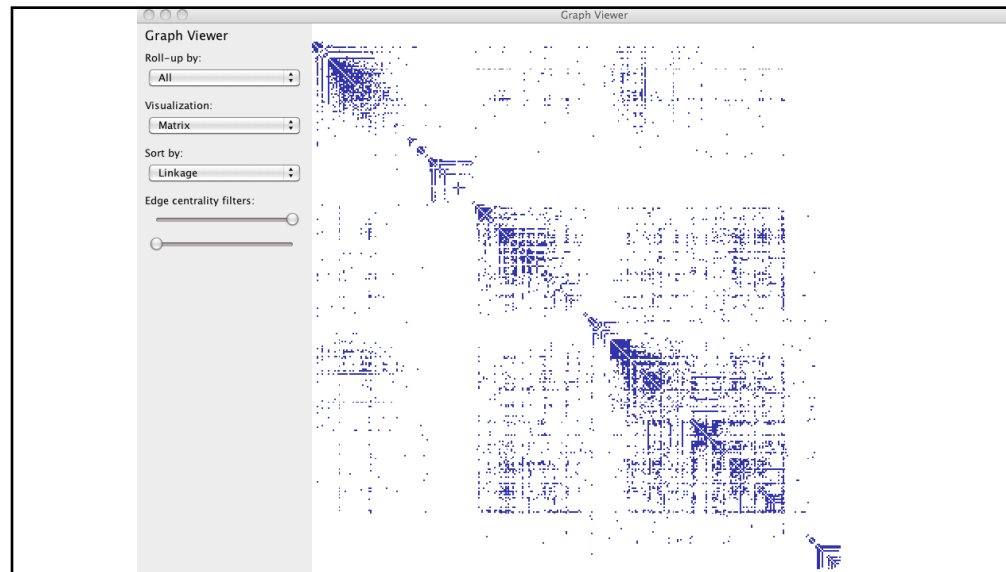 Graph Viewer
Graph Viewer
Roll-up by:
All
Visualization:
Matrix
Sort by:
Linkage
Edge centrality filters: